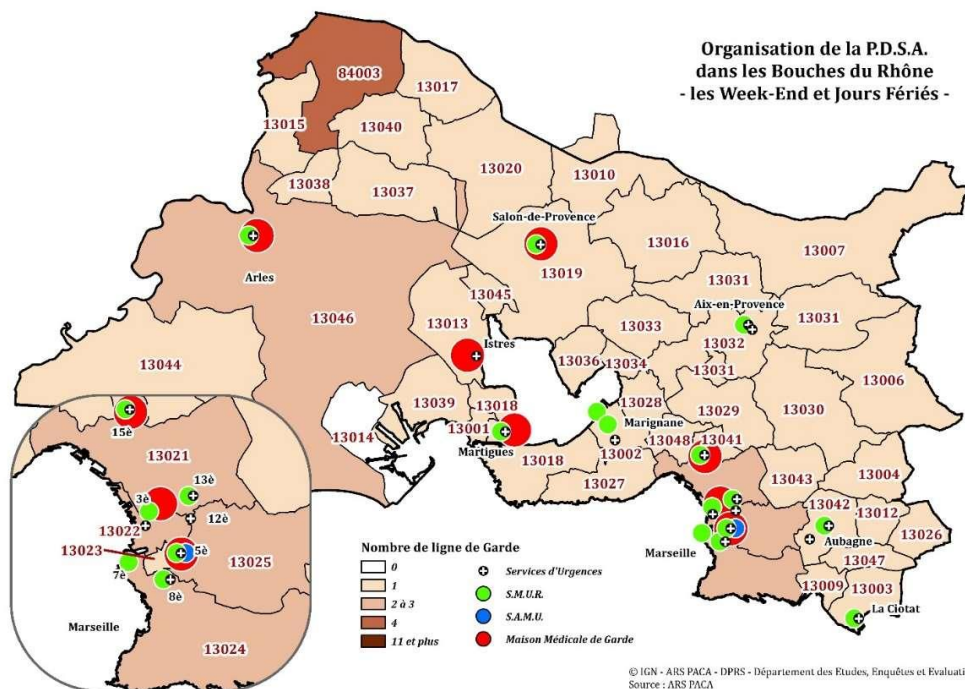 Organisation de la P.D.S.A.
dans les Bouches du Rhône
- les Week-End et Jours Fériés -
84003
13017
13015
13040
13020
13010
13038
13037
Salon-de-Provence
13016
13007
13019
Arles
13031
13045
Aix-en-Provence
13046
13013
13033
13031
13032
Istres
13044
13036
13034
13031
13006
13039
13018
13028
13029
13030
13014
13001
Marignane
13048
13041
Martigues
13002
13018
13004
13043
13027
13042
13012
Aubagne
13026
Marseille
13047
13009
13003
La Ciotat
15è
13021
13è
3è
12è
13022
13023
5è
13025
7è
8è
Marseille
13024
Nombre de ligne de Garde
0
1
2 à 3
4
11 et plus
Services d'Urgences
S.M.U.R.
S.A.M.U.
Maison Médicale de Garde
© IGN - ARS PACA - DPRS - Département des Etudes, Enquêtes et Evaluati
Source : ARS PACA